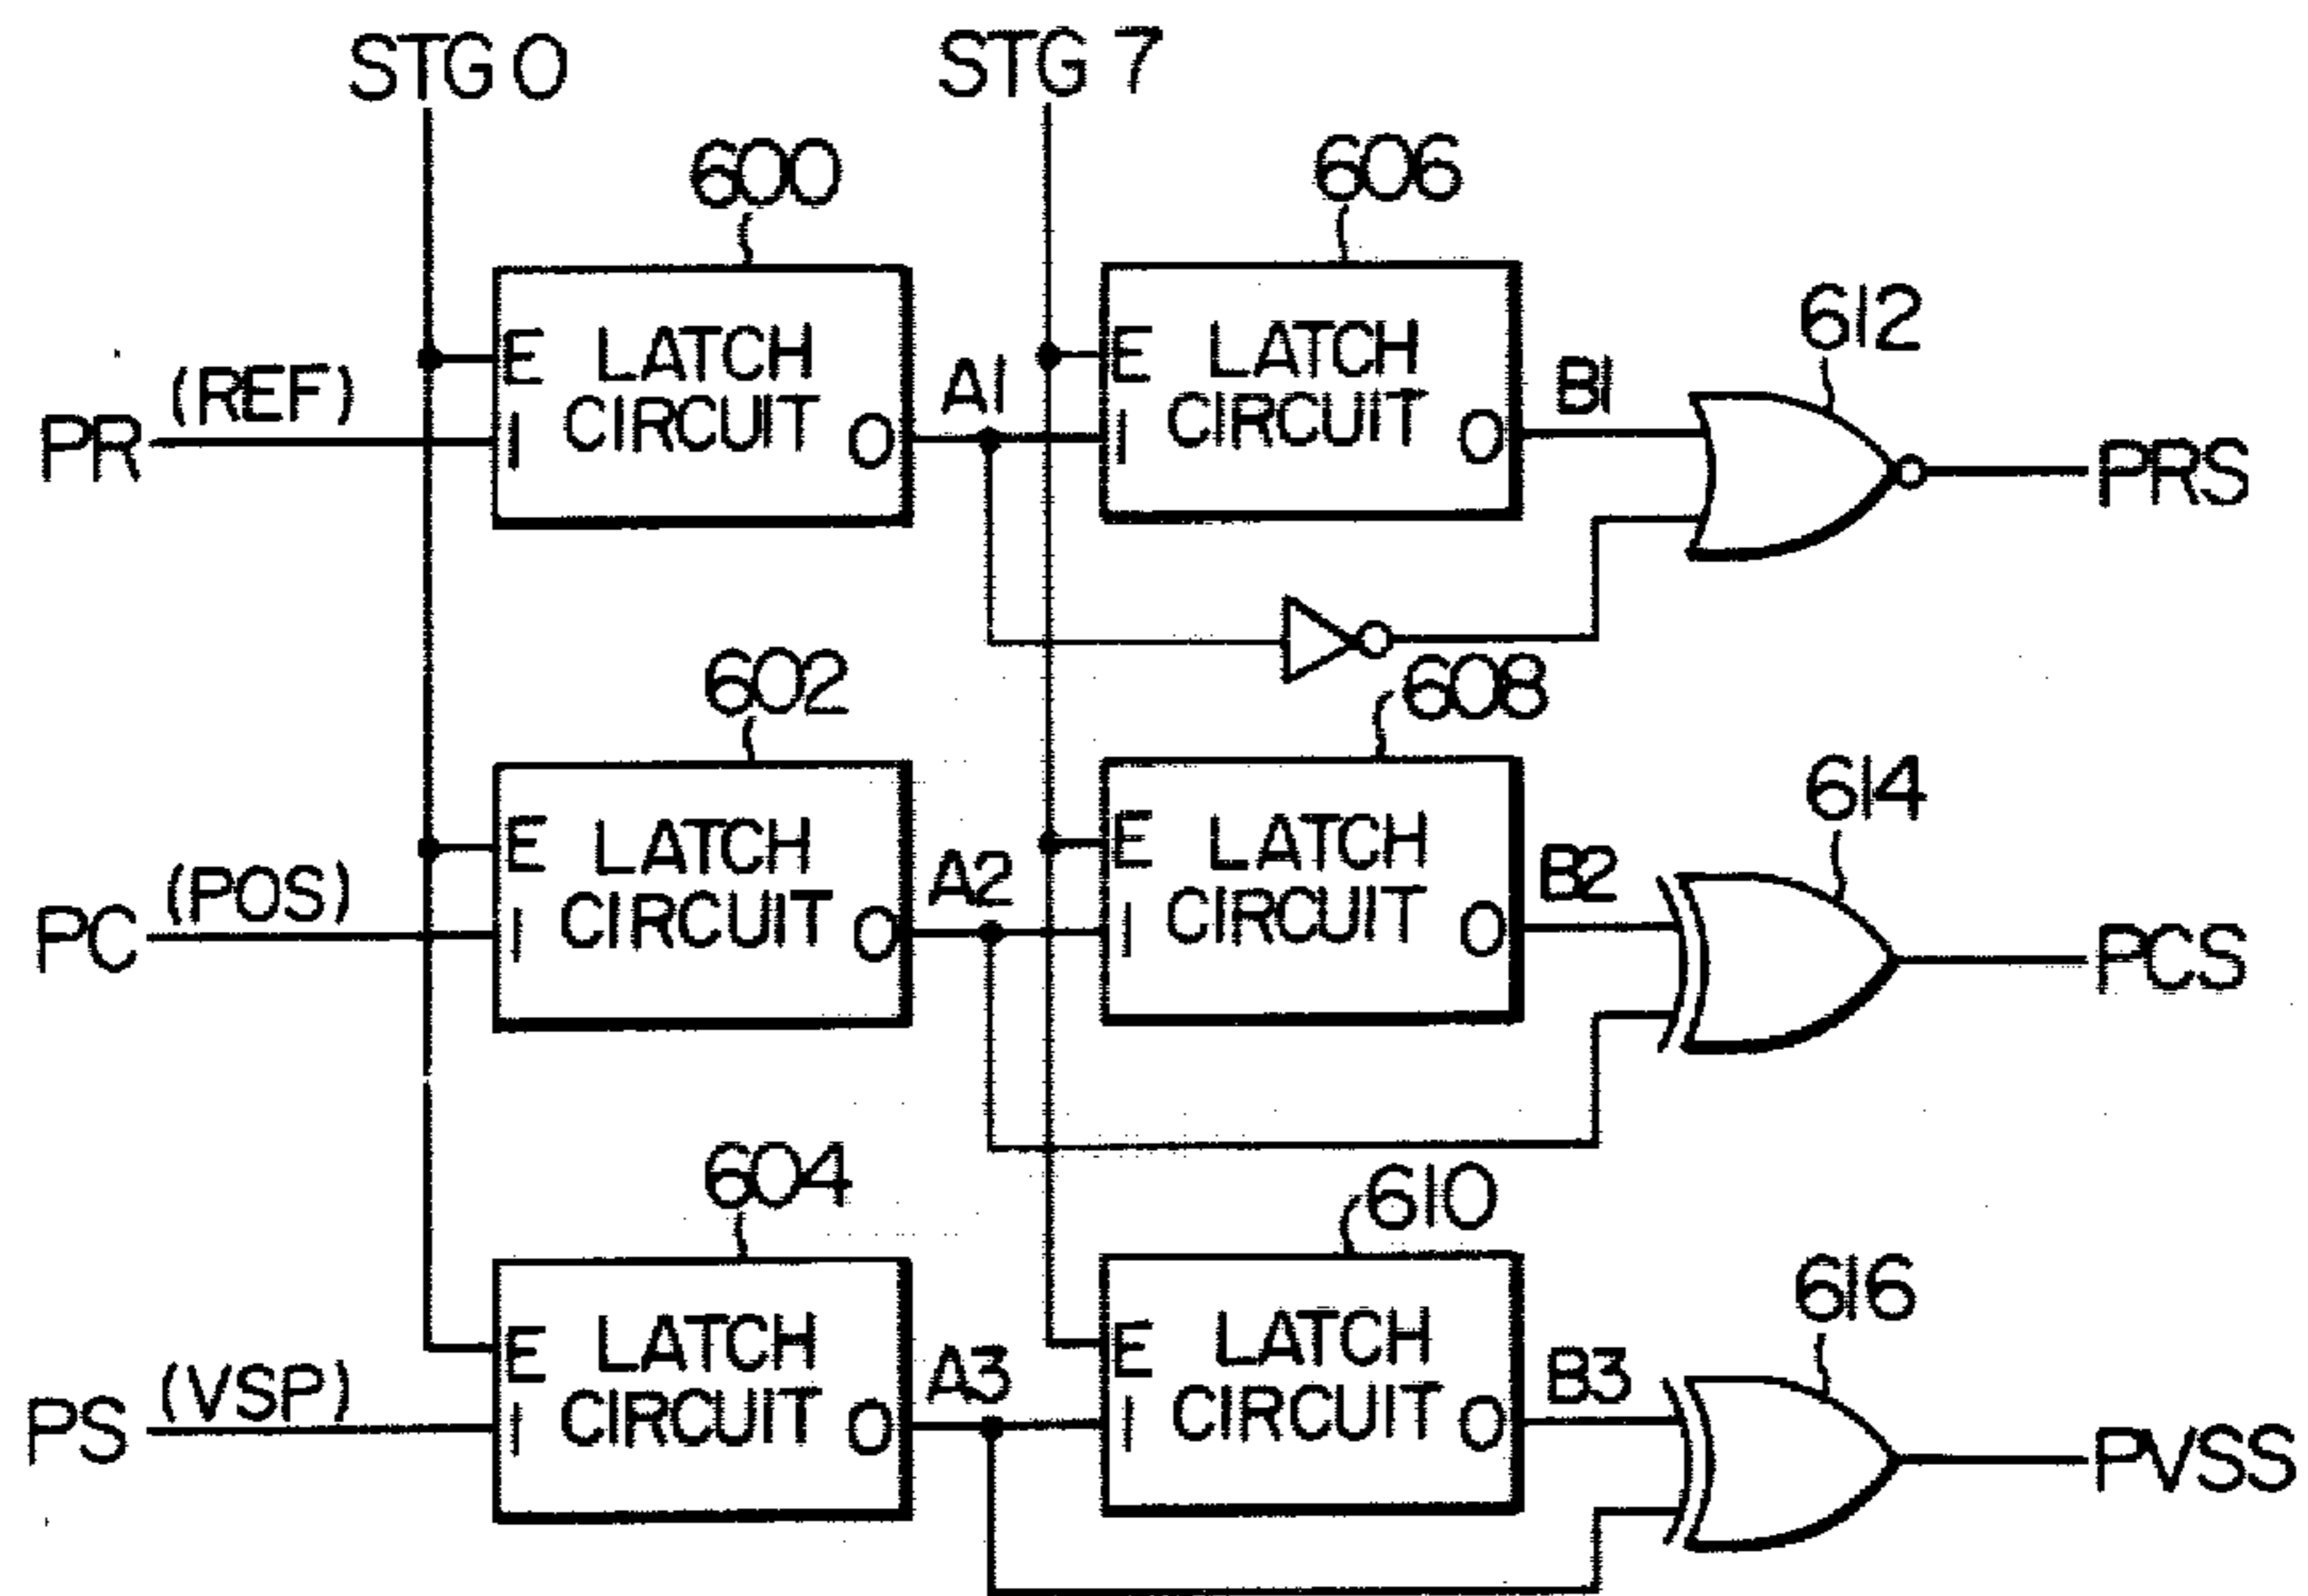 STG 0
STG 7
600
606
612
PR
(REF)
E
LATCH
CIRCUIT
I
O
A1
E
LATCH
CIRCUIT
I
O
B1
PRS
602
608
614
PC
(POS)
E
LATCH
CIRCUIT
I
O
A2
E
LATCH
CIRCUIT
I
O
B2
PCS
604
610
616
PS
(VSP)
E
LATCH
CIRCUIT
I
O
A3
E
LATCH
CIRCUIT
I
O
B3
PVSS